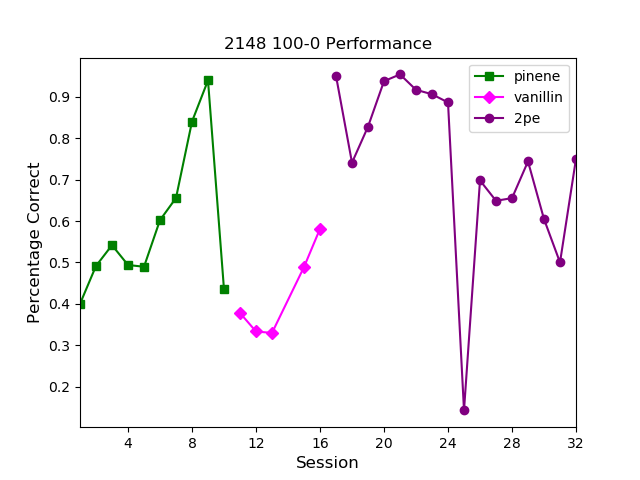 2148 100-0 Performance
pinene
vanillin
2pe
Percentage Correct
0.9
0.8
0.7
0.6
0.5
0.4
0.3
0.2
4 8 12 16 20 24 28 32
Session